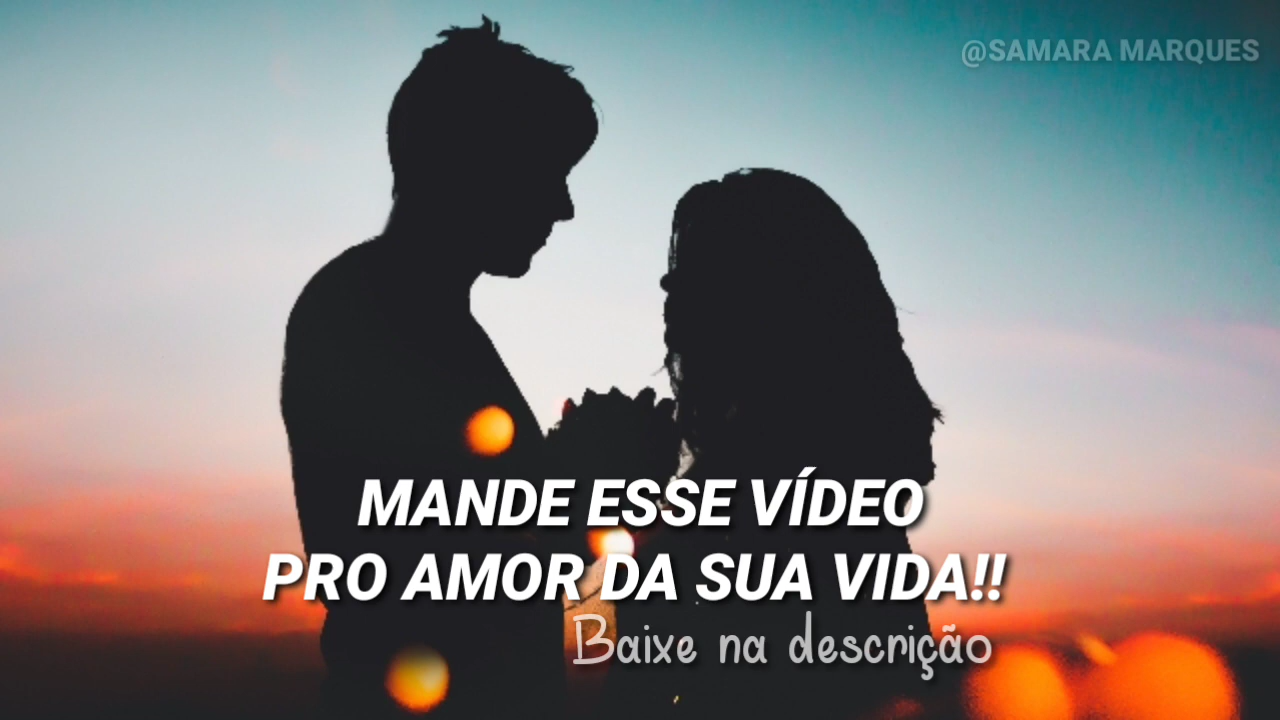 @SAMARA MARQUES
MANDE ESSE VÍDEO
PRO AMOR DA SUA VIDA!!
Baixe na descrição